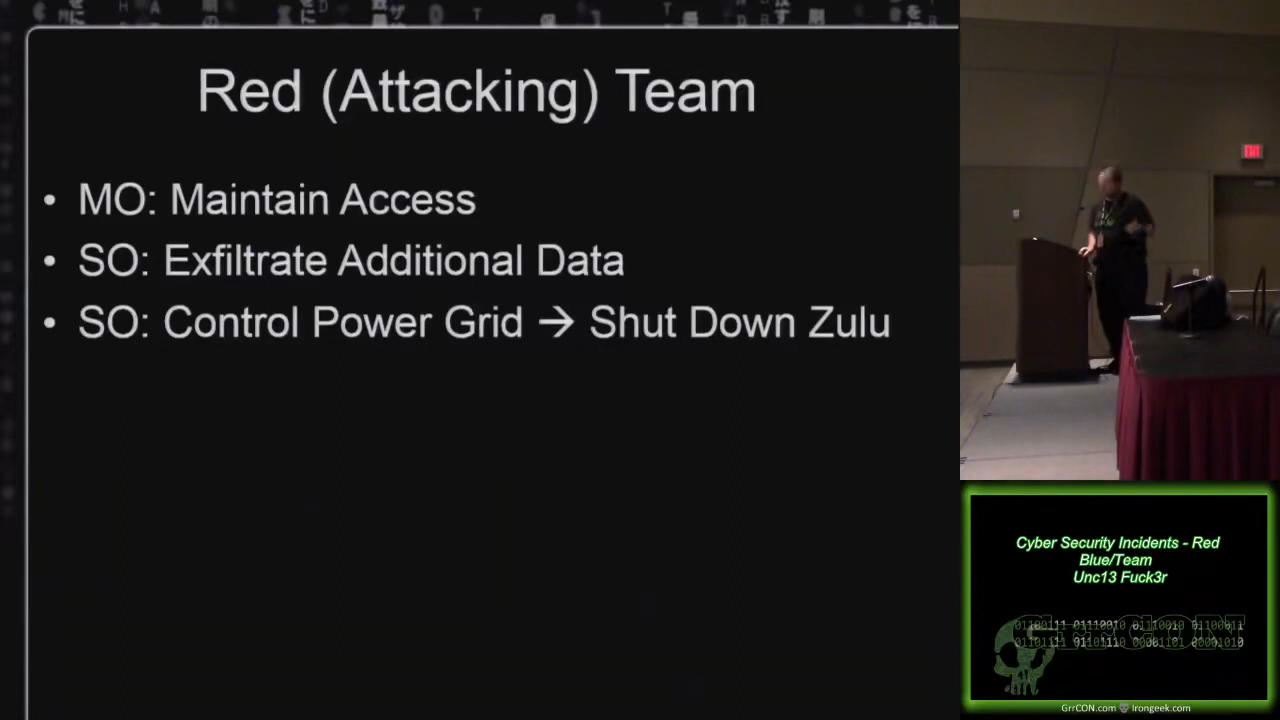 Red (Attacking) Team
• MO: Maintain Access
• SO: Exfiltrate Additional Data
• SO: Control Power Grid → Shut Down Zulu
Cyber Security Incidents - Red
Blue/Team
Unc13 Fuck3r
GrrCON
GrrCON.com Irongeek.com